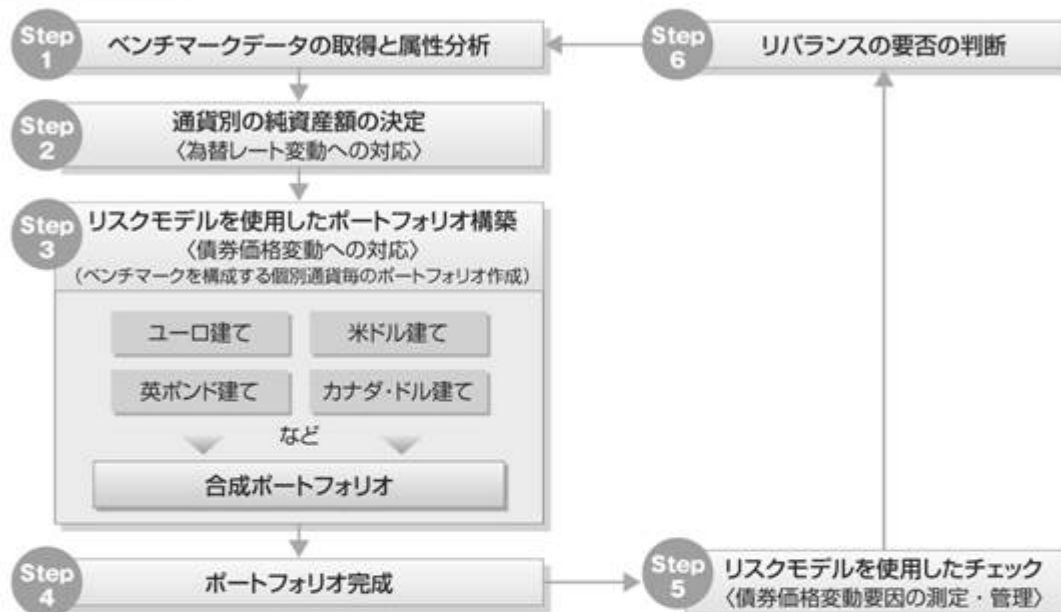 Step 1
ベンチマークデータの取得と属性分析
Step 2
通貨別の純資産額の決定
〈為替レート変動への対応〉
Step 3
リスクモデルを使用したポートフォリオ構築
〈債券価格変動への対応〉
(ベンチマークを構成する個別通貨毎のポートフォリオ作成)
ユーロ建て
米ドル建て
英ポンド建て
カナダ・ドル建て
など
合成ポートフォリオ
Step 4
ポートフォリオ完成
Step 5
リスクモデルを使用したチェック
〈債券価格変動要因の測定・管理〉
Step 6
リバランスの要否の判断